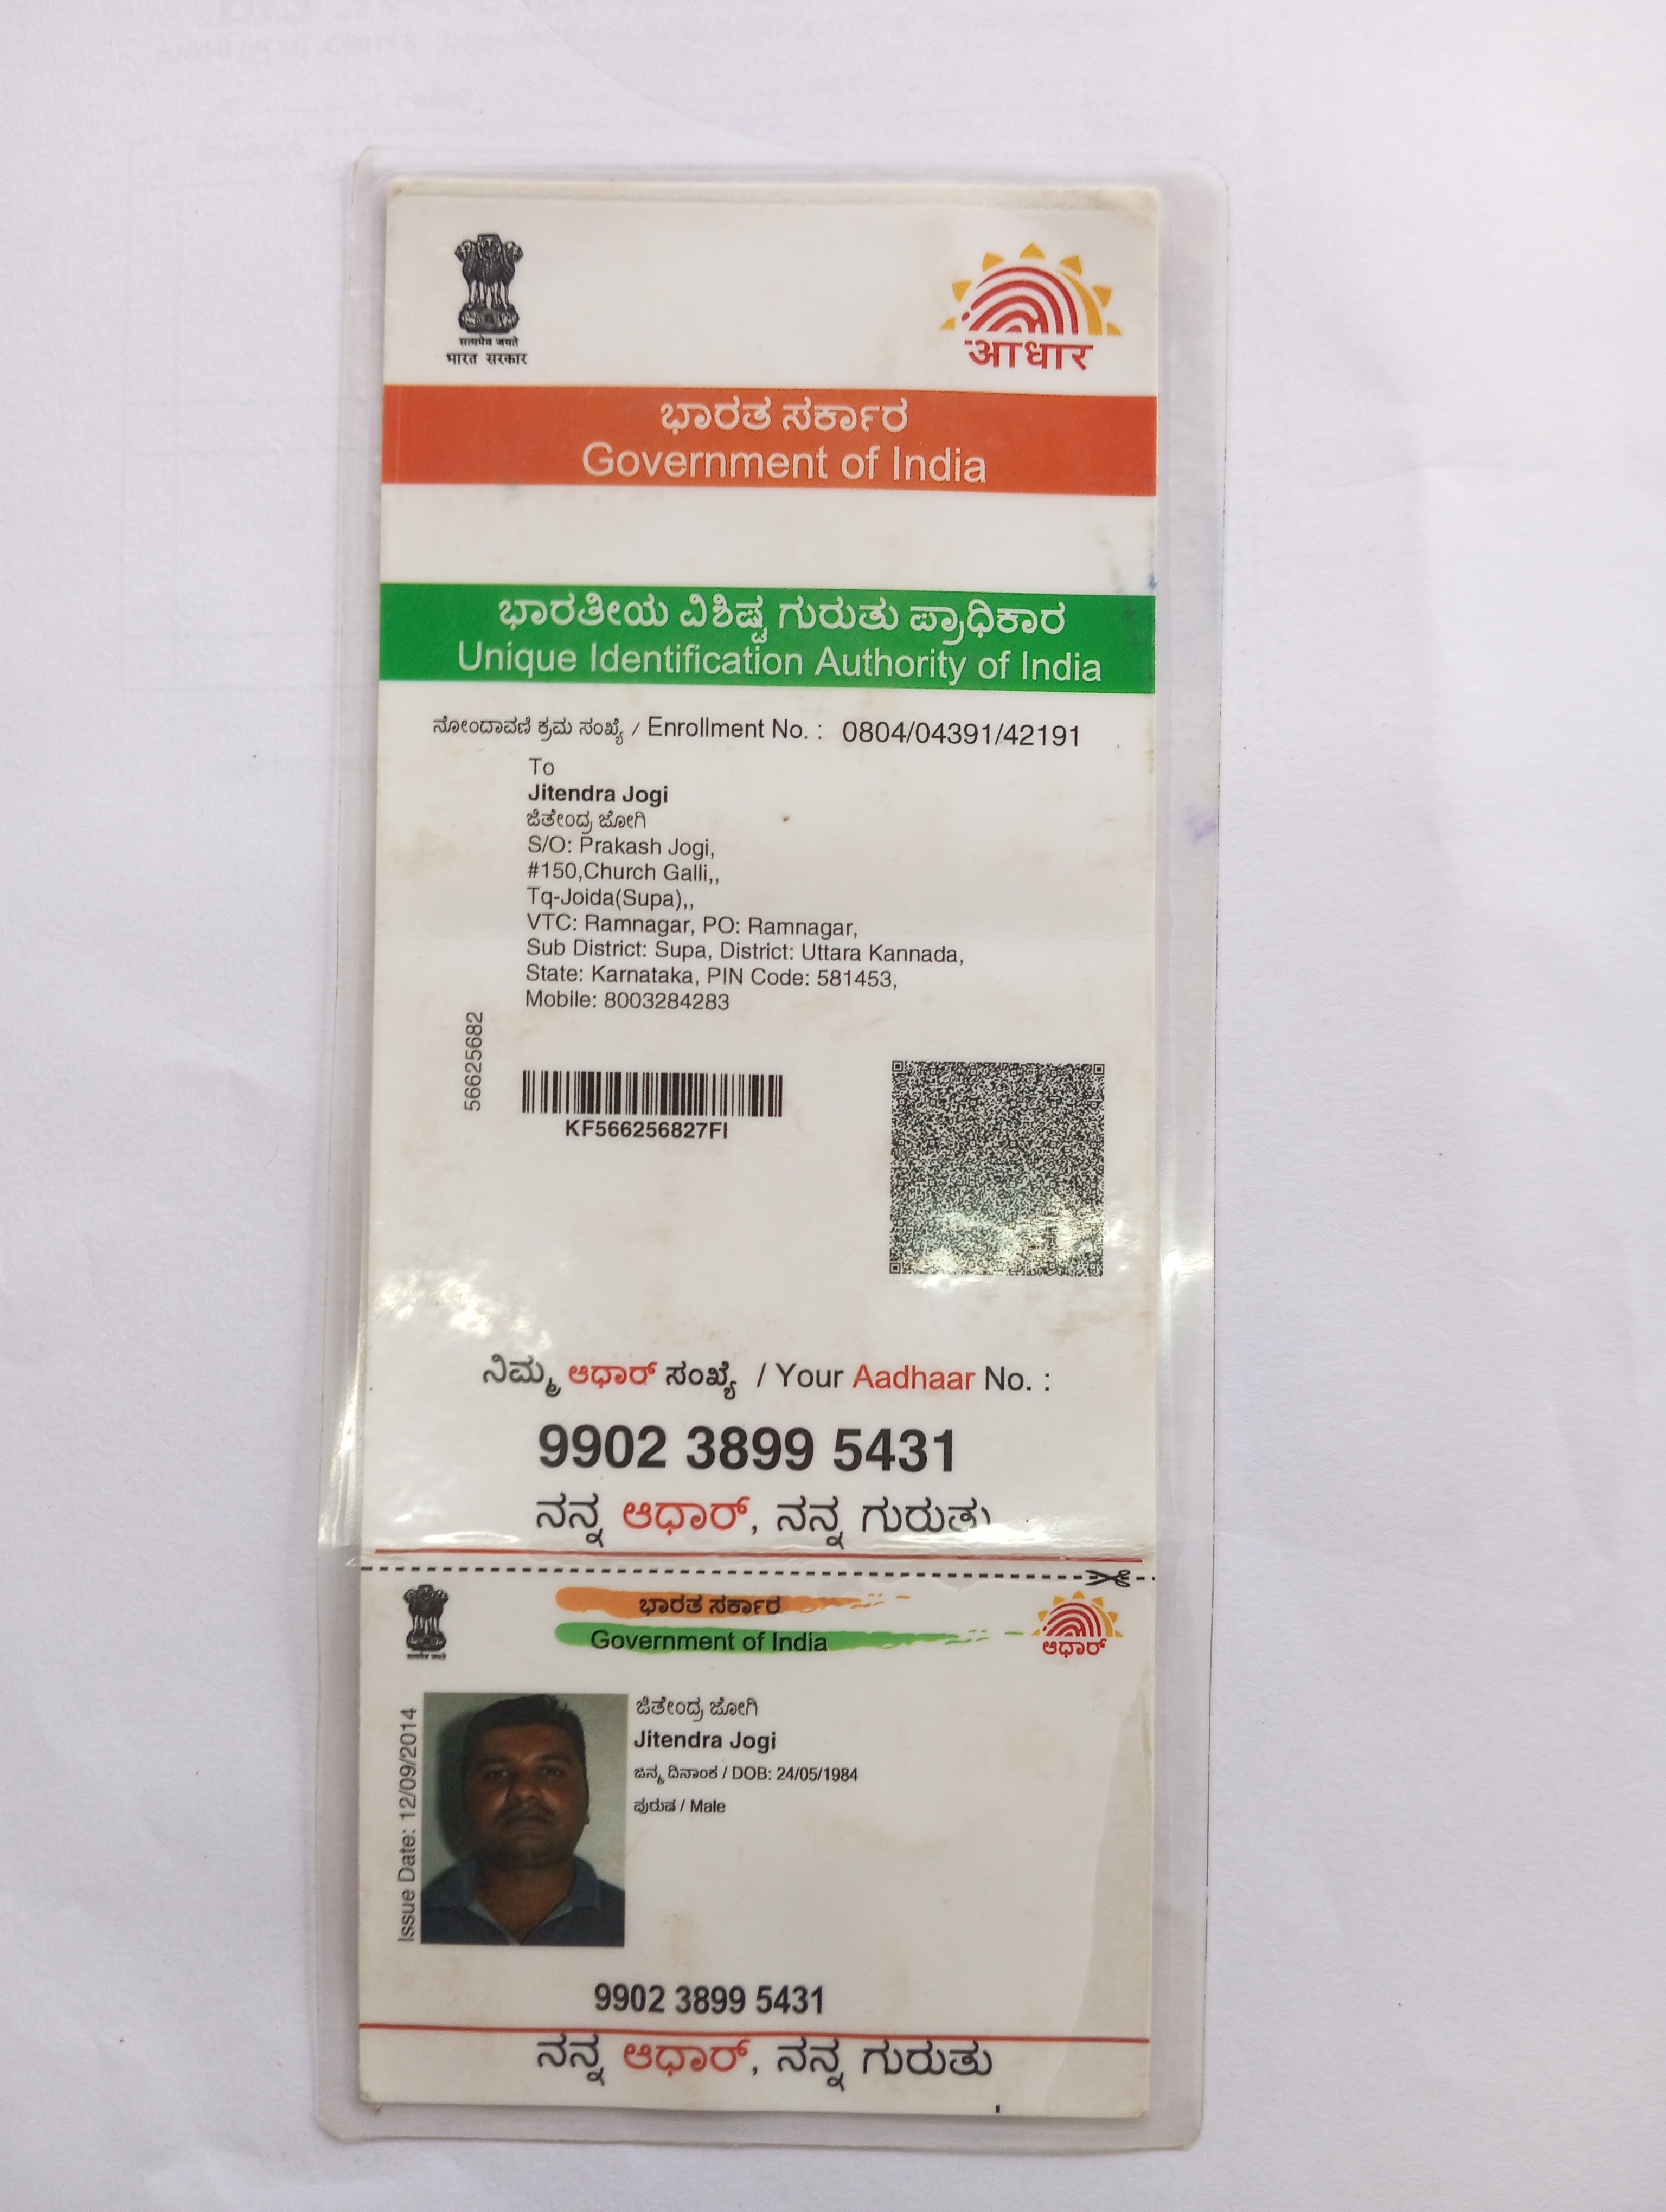 सत्यमेव जयते
भारत सरकार
आधार
ಭಾರತ ಸರ್ಕಾರ
Government of India
ಭಾರತೀಯ ವಿಶಿಷ್ಟ ಗುರುತು ಪ್ರಾಧಿಕಾರ
Unique Identification Authority of India
ನೋಂದಾವಣಿ ಕ್ರಮ ಸಂಖ್ಯೆ / Enrollment No. : 0804/04391/42191
To
Jitendra Jogi
ಜಿತೇಂದ್ರ ಜೋಗಿ
S/O: Prakash Jogi,
#150,Church Galli,,
Tq-Joida(Supa),,
VTC: Ramnagar, PO: Ramnagar,
Sub District: Supa, District: Uttara Kannada,
State: Karnataka, PIN Code: 581453,
Mobile: 8003284283
56625682
KF566256827FI
ನಿಮ್ಮ ಆಧಾರ್ ಸಂಖ್ಯೆ / Your Aadhaar No. :
9902 3899 5431
ನನ್ನ ಆಧಾರ್, ನನ್ನ ಗುರುತು
ಭಾರತ ಸರ್ಕಾರ
Government of India
सत्यमेव जयते
ಆಧಾರ್
Issue Date: 12/09/2014
ಜಿತೇಂದ್ರ ಜೋಗಿ
Jitendra Jogi
ಜನ್ಮ ದಿನಾಂಕ / DOB: 24/05/1984
ಪುರುಷ / Male
9902 3899 5431
ನನ್ನ ಆಧಾರ್, ನನ್ನ ಗುರುತು